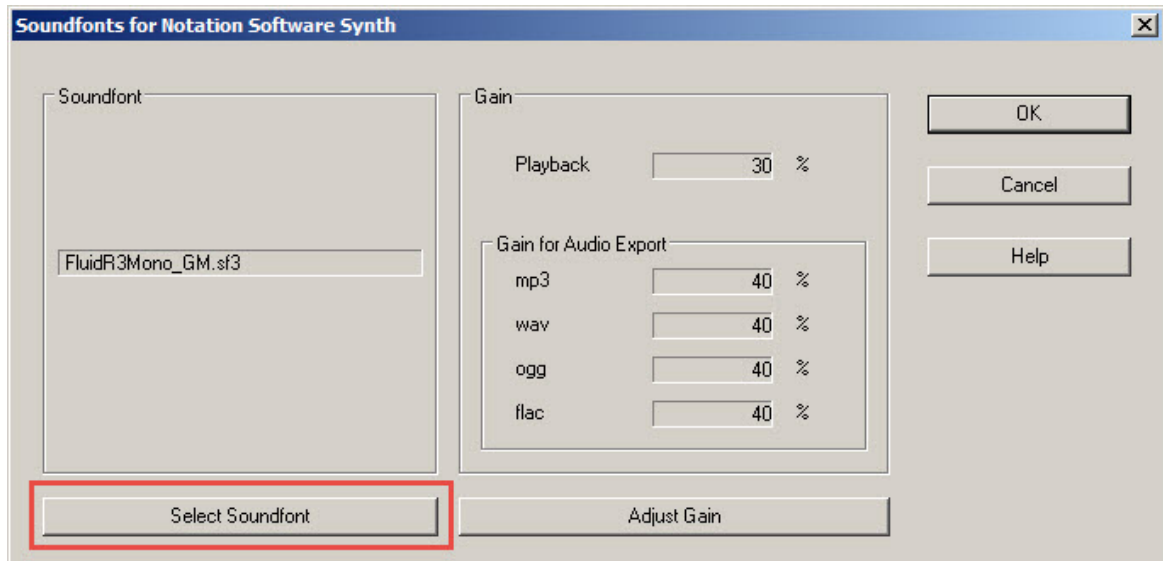 Soundfonts for Notation Software Synth
Soundfont
FluidR3Mono_GM.sf3
Select Soundfont
Gain
Playback 30 %
Gain for Audio Export
mp3 40 %
wav 40 %
ogg 40 %
flac 40 %
Adjust Gain
OK
Cancel
Help